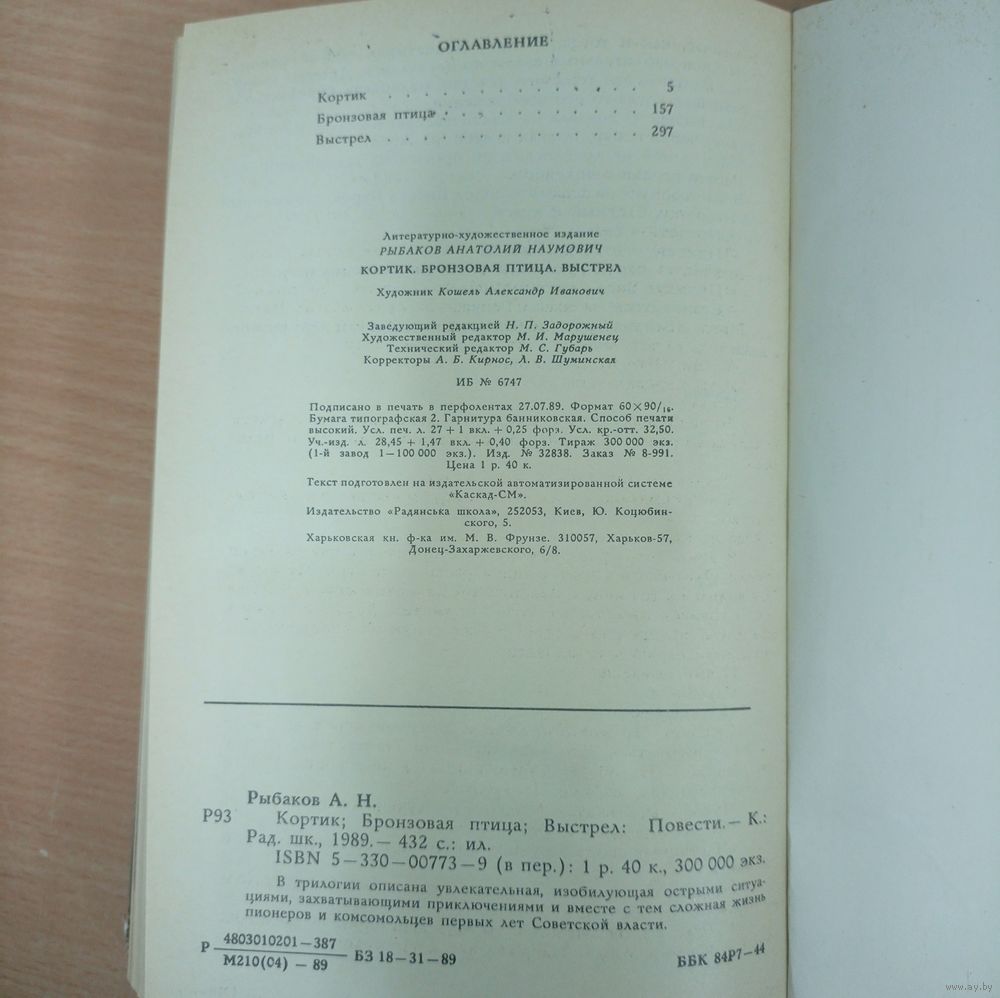 ОГЛАВЛЕНИЕ
Кортик . . . . . . . . . . . . 5
Бронзовая птица . . . . . . . . . . 157
Выстрел . . . . . . . . . . . . 297
Литературно-художественное издание
РЫБАКОВ АНАТОЛИЙ НАУМОВИЧ
КОРТИК. БРОНЗОВАЯ ПТИЦА. ВЫСТРЕЛ
Художник Кошель Александр Иванович
Заведующий редакцией Н. П. Задорожный
Художественный редактор М. И. Марушенец
Технический редактор М. С. Губарь
Корректоры А. Б. Кирнос, Л. В. Шуминская
ИБ № 6747
Подписано в печать в перфолентах 27.07.89. Формат 60×90/16.
Бумага типографская 2. Гарнитура банниковская. Способ печати
высокий. Усл. печ. л. 27+1 вкл.+0,25 форз. Усл. кр.-отт. 32,50.
Уч.-изд. л. 28,45+1,47 вкл.+0,40 форз. Тираж 300 000 экз.
(1-й завод 1—100 000 экз.). Изд. № 32838. Заказ № 8-991.
Цена 1 р. 40 к.
Текст подготовлен на издательской автоматизированной системе
«Каскад-СМ».
Издательство «Радянська школа», 252053, Киев, Ю. Коцюбин-
ского, 5.
Харьковская кн. ф-ка им. М. В. Фрунзе. 310057, Харьков-57,
Донец-Захаржевского, 6/8.
Рыбаков А. Н.
Р93 Кортик; Бронзовая птица; Выстрел: Повести.— К.:
Рад. шк., 1989.— 432 с.: ил.
ISBN 5—330—00773—9 (в пер.): 1 р. 40 к., 300 000 экз.
В трилогии описана увлекательная, изобилующая острыми ситуа-
циями, захватывающими приключениями и вместе с тем сложная жизнь
пионеров и комсомольцев первых лет Советской власти.
Р 4803010201—387
М210(04) — 89 БЗ 18—31—89 ББК 84Р7—44
www.ay.by